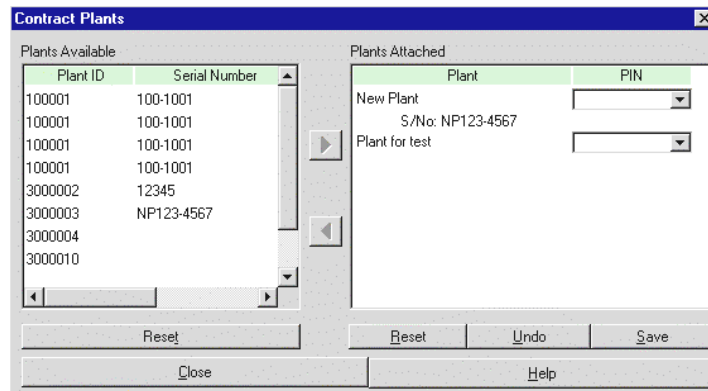 Contract Plants
Plants Available
Plant ID Serial Number
100001 100-1001
100001 100-1001
100001 100-1001
100001 100-1001
3000002 12345
3000003 NP123-4567
3000004
3000010
Reset
Plants Attached
Plant PIN
New Plant
S/No: NP123-4567
Plant for test
Reset Undo Save
Close Help